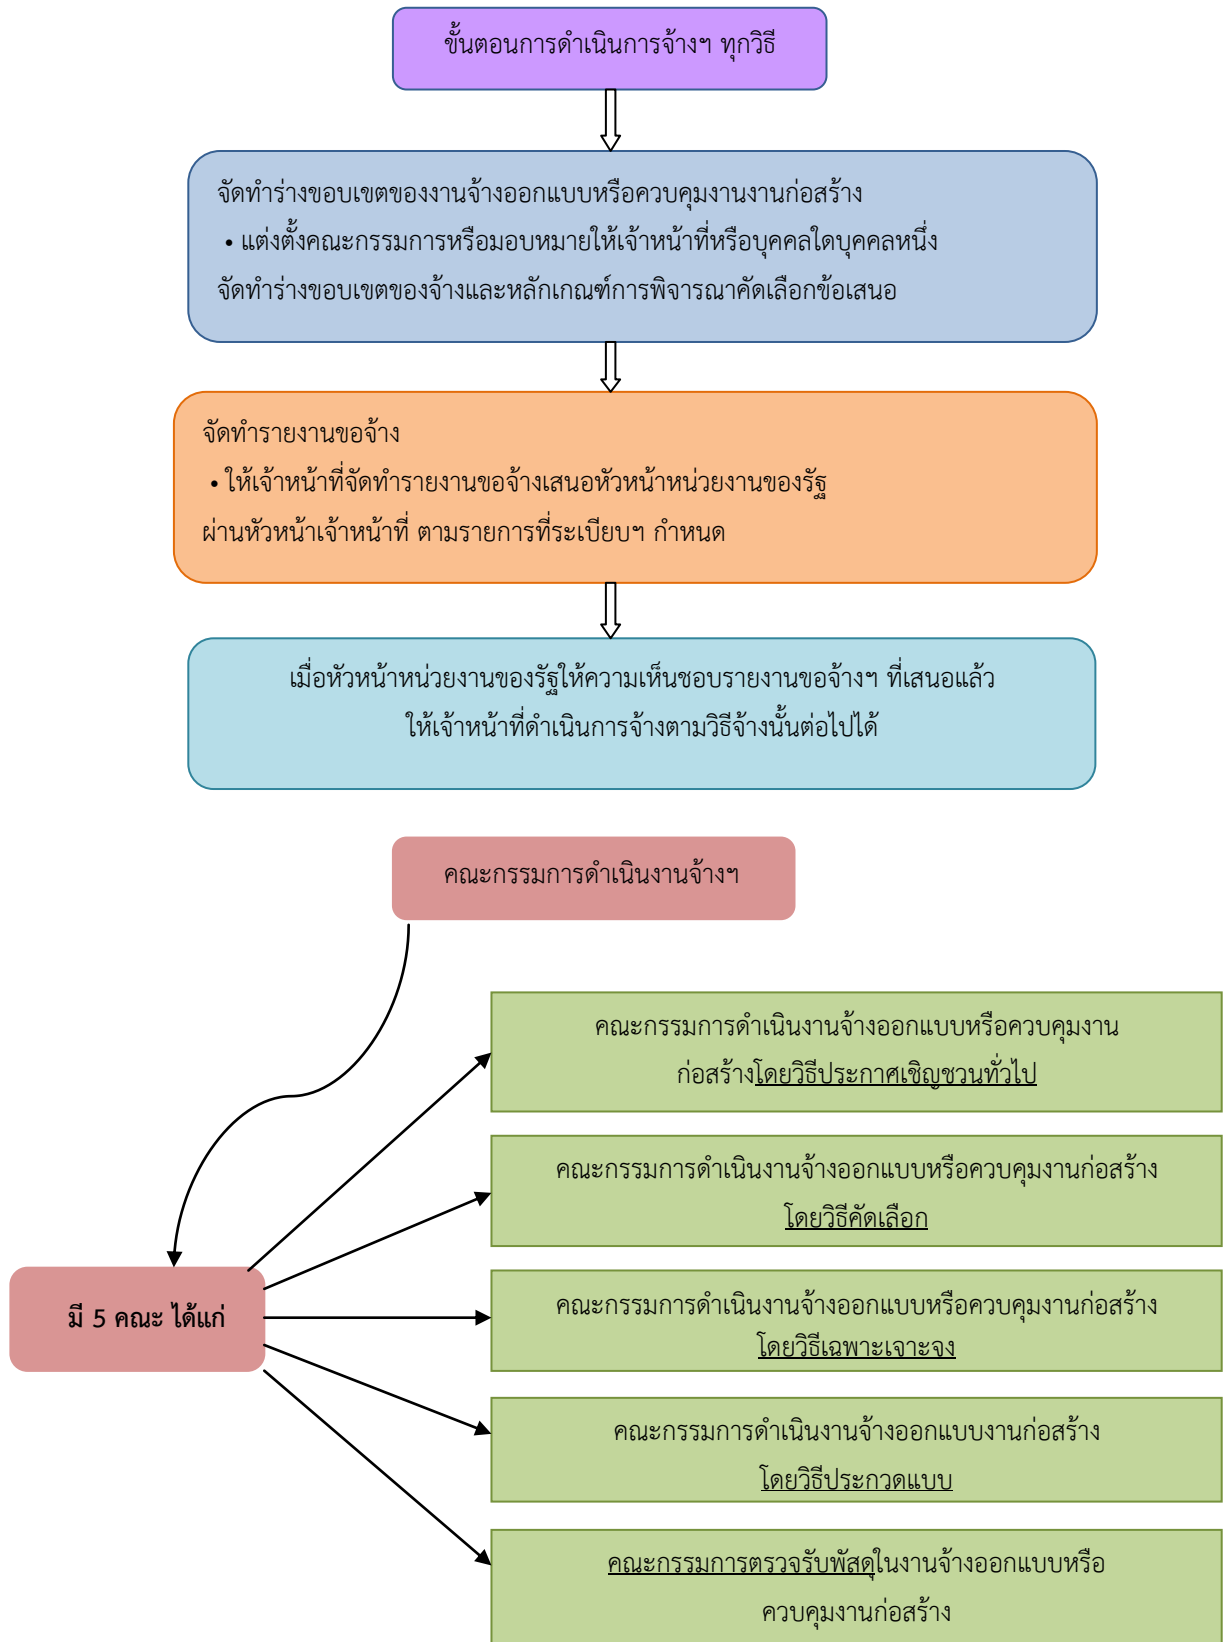 ขั้นตอนการดำเนินการจ้างฯ ทุกวิธี
จัดทำร่างขอบเขตของงานจ้างออกแบบหรือควบคุมงานงานก่อสร้าง
• แต่งตั้งคณะกรรมการหรือมอบหมายให้เจ้าหน้าที่หรือบุคคลใดบุคคลหนึ่ง
จัดทำร่างขอบเขตของจ้างและหลักเกณฑ์การพิจารณาคัดเลือกข้อเสนอ
จัดทำรายงานขอจ้าง
• ให้เจ้าหน้าที่จัดทำรายงานขอจ้างเสนอหัวหน้าหน่วยงานของรัฐ
ผ่านหัวหน้าเจ้าหน้าที่ ตามรายการที่ระเบียบฯ กำหนด
เมื่อหัวหน้าหน่วยงานของรัฐให้ความเห็นชอบรายงานขอจ้างฯ ที่เสนอแล้ว
ให้เจ้าหน้าที่ดำเนินการจ้างตามวิธีจ้างนั้นต่อไปได้
คณะกรรมการดำเนินงานจ้างฯ
มี 5 คณะ ได้แก่
คณะกรรมการดำเนินงานจ้างออกแบบหรือควบคุมงาน
ก่อสร้างโดยวิธีประกาศเชิญชวนทั่วไป
คณะกรรมการดำเนินงานจ้างออกแบบหรือควบคุมงานก่อสร้าง
โดยวิธีคัดเลือก
คณะกรรมการดำเนินงานจ้างออกแบบหรือควบคุมงานก่อสร้าง
โดยวิธีเฉพาะเจาะจง
คณะกรรมการดำเนินงานจ้างออกแบบงานก่อสร้าง
โดยวิธีประกวดแบบ
คณะกรรมการตรวจรับพัสดุในงานจ้างออกแบบหรือ
ควบคุมงานก่อสร้าง